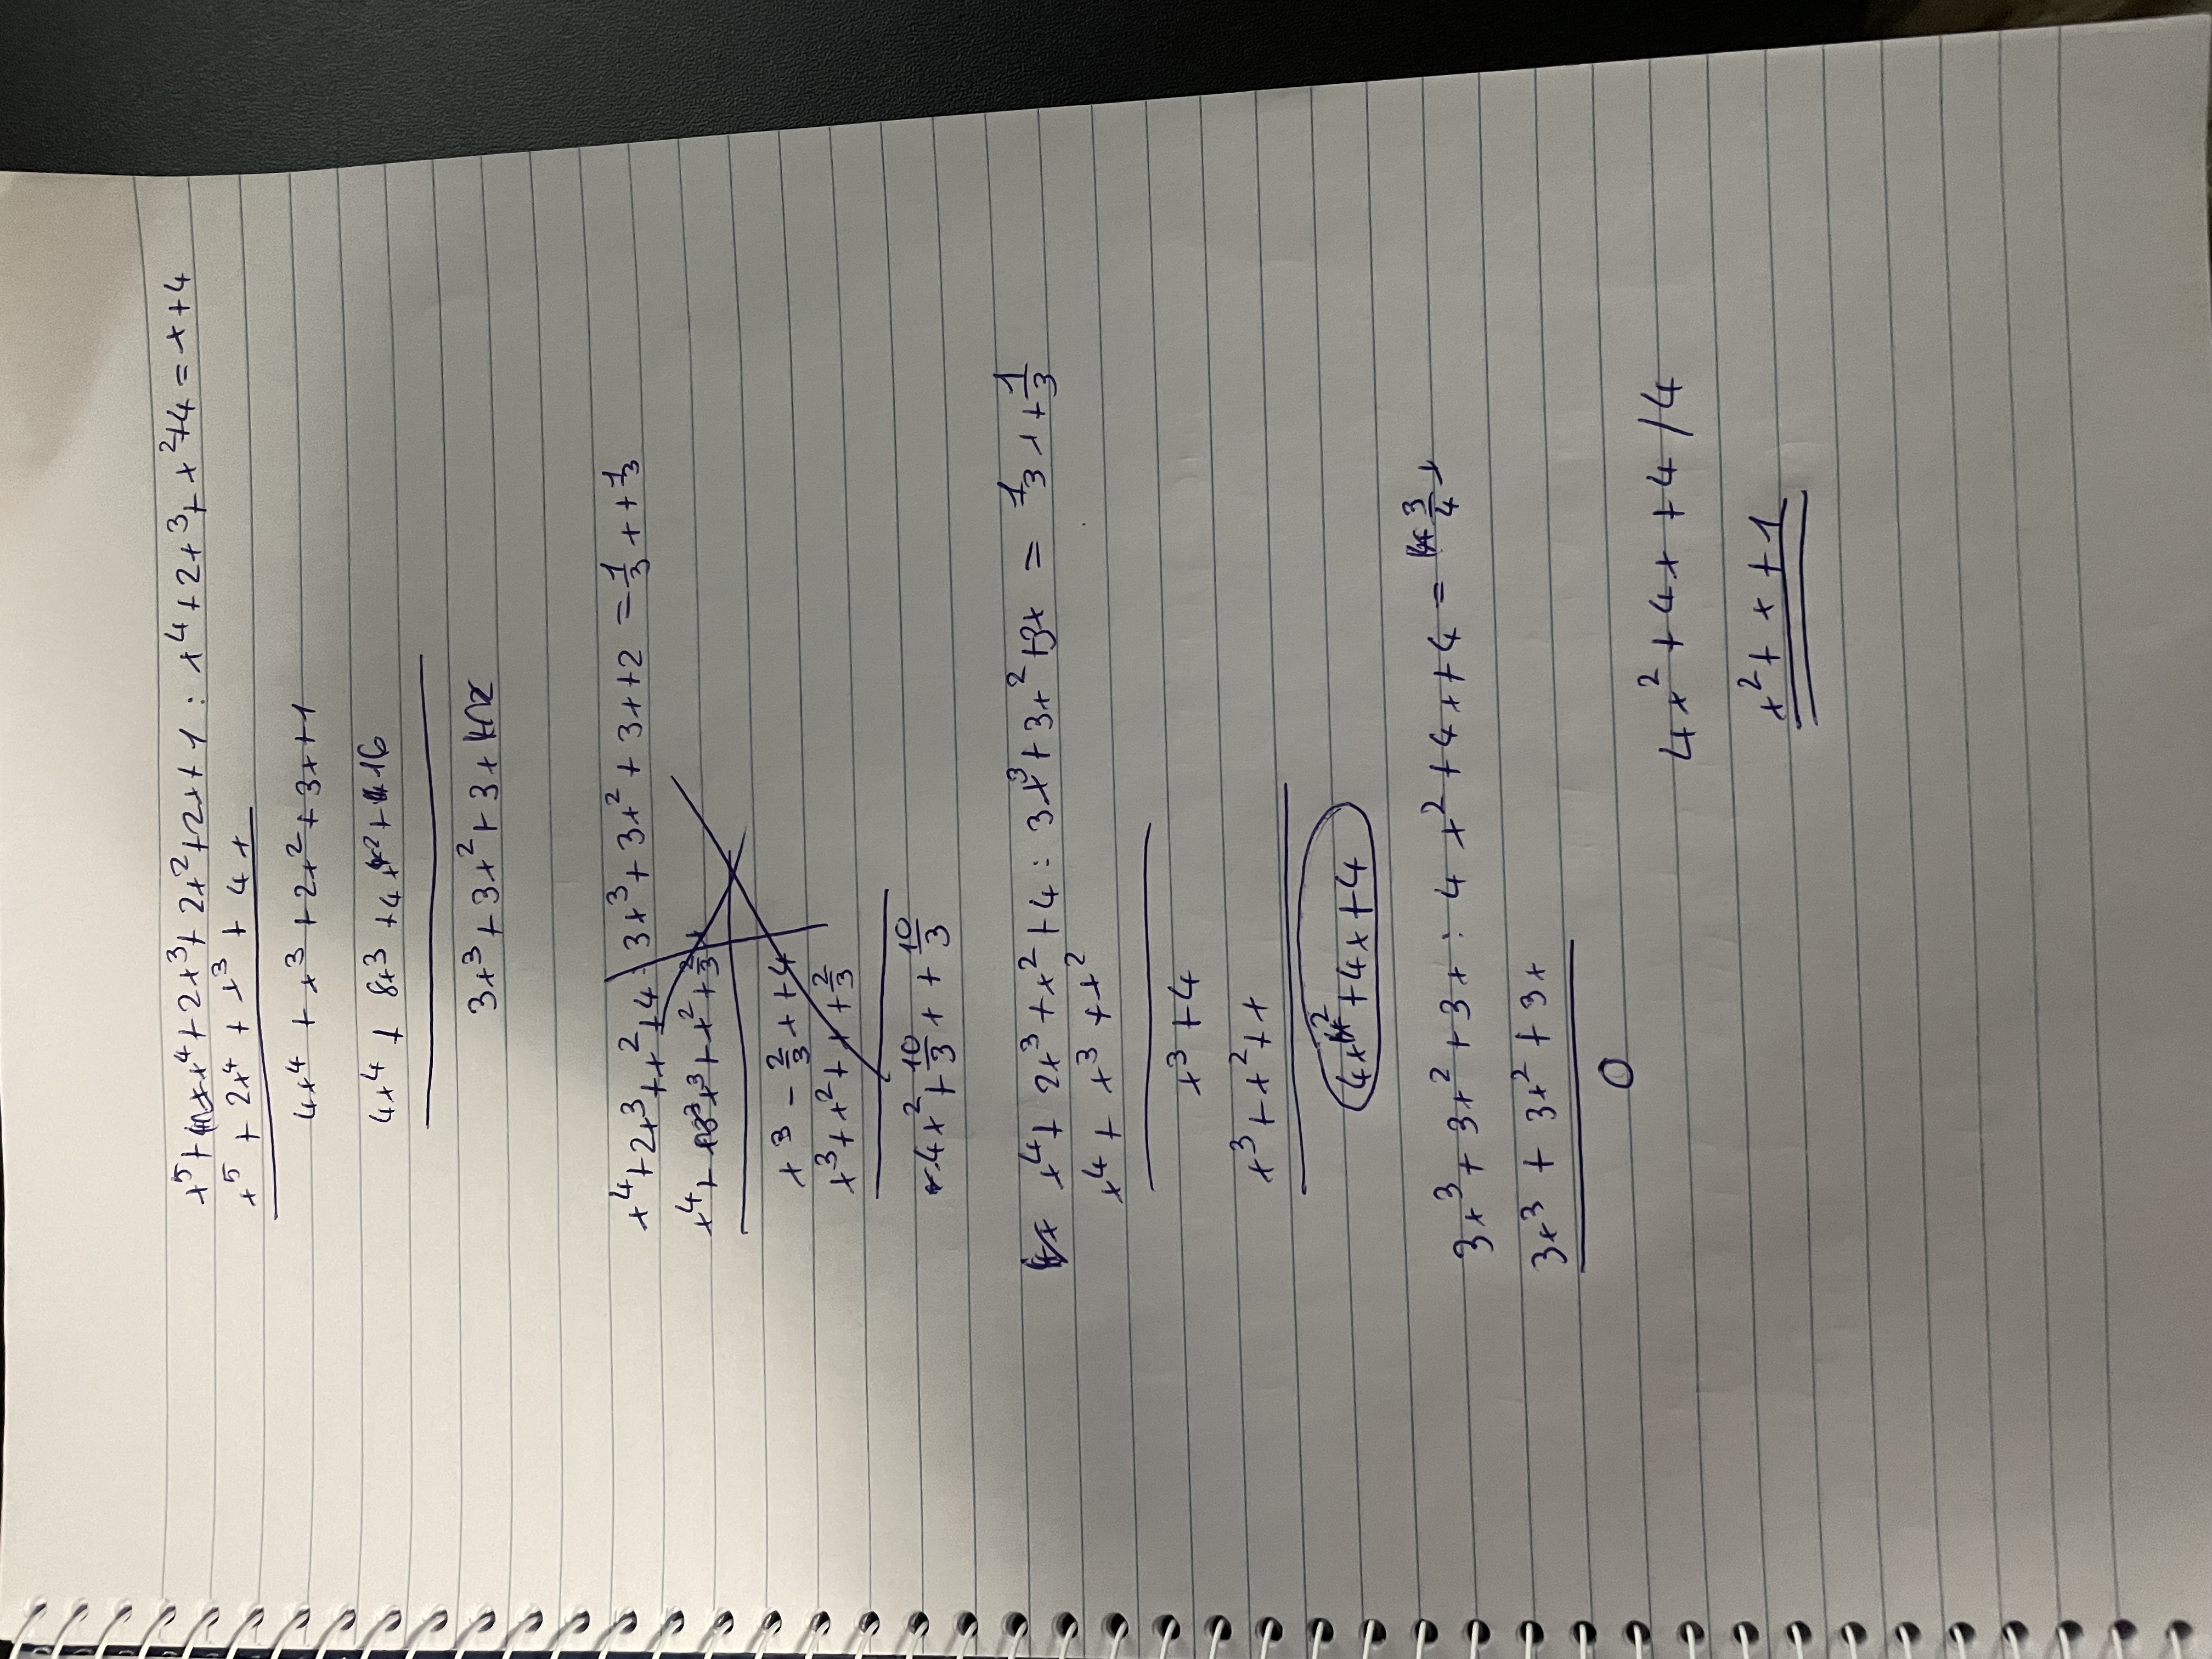 x⁵ + x⁴ + 2x³ + 2x² + 2x + 1 : x⁴ + 2x³ + x² + 4 = x + 4
x⁵ + 2x⁴ + x³ + 4x
4x⁴ + x³ + 2x² + 3x + 1
4x⁴ + 8x³ + 4x² + 16
3x³ + 3x² + 3x
x⁴ + 2x³ + x² + 4 : 3x³ + 3x² + 3x + 2 = 1/3 x + 1/3
x⁴ + x³ + x² + 2/3 x
x³ - 2/3 x + 4
x³ + x² + x + 2/3
4x² + 10/3 x + 10/3
x⁴ + 2x³ + x² + 4 : 3x³ + 3x² + 3x = 1/3 x + 1/3
x⁴ + x³ + x²
x³ + 4
x³ + x² + x
4x² + 4x + 4
3x³ + 3x² + 3x : 4x² + 4x + 4 = 3/4 x
3x³ + 3x² + 3x
0
4x² + 4x + 4 / 4
x² + x + 1